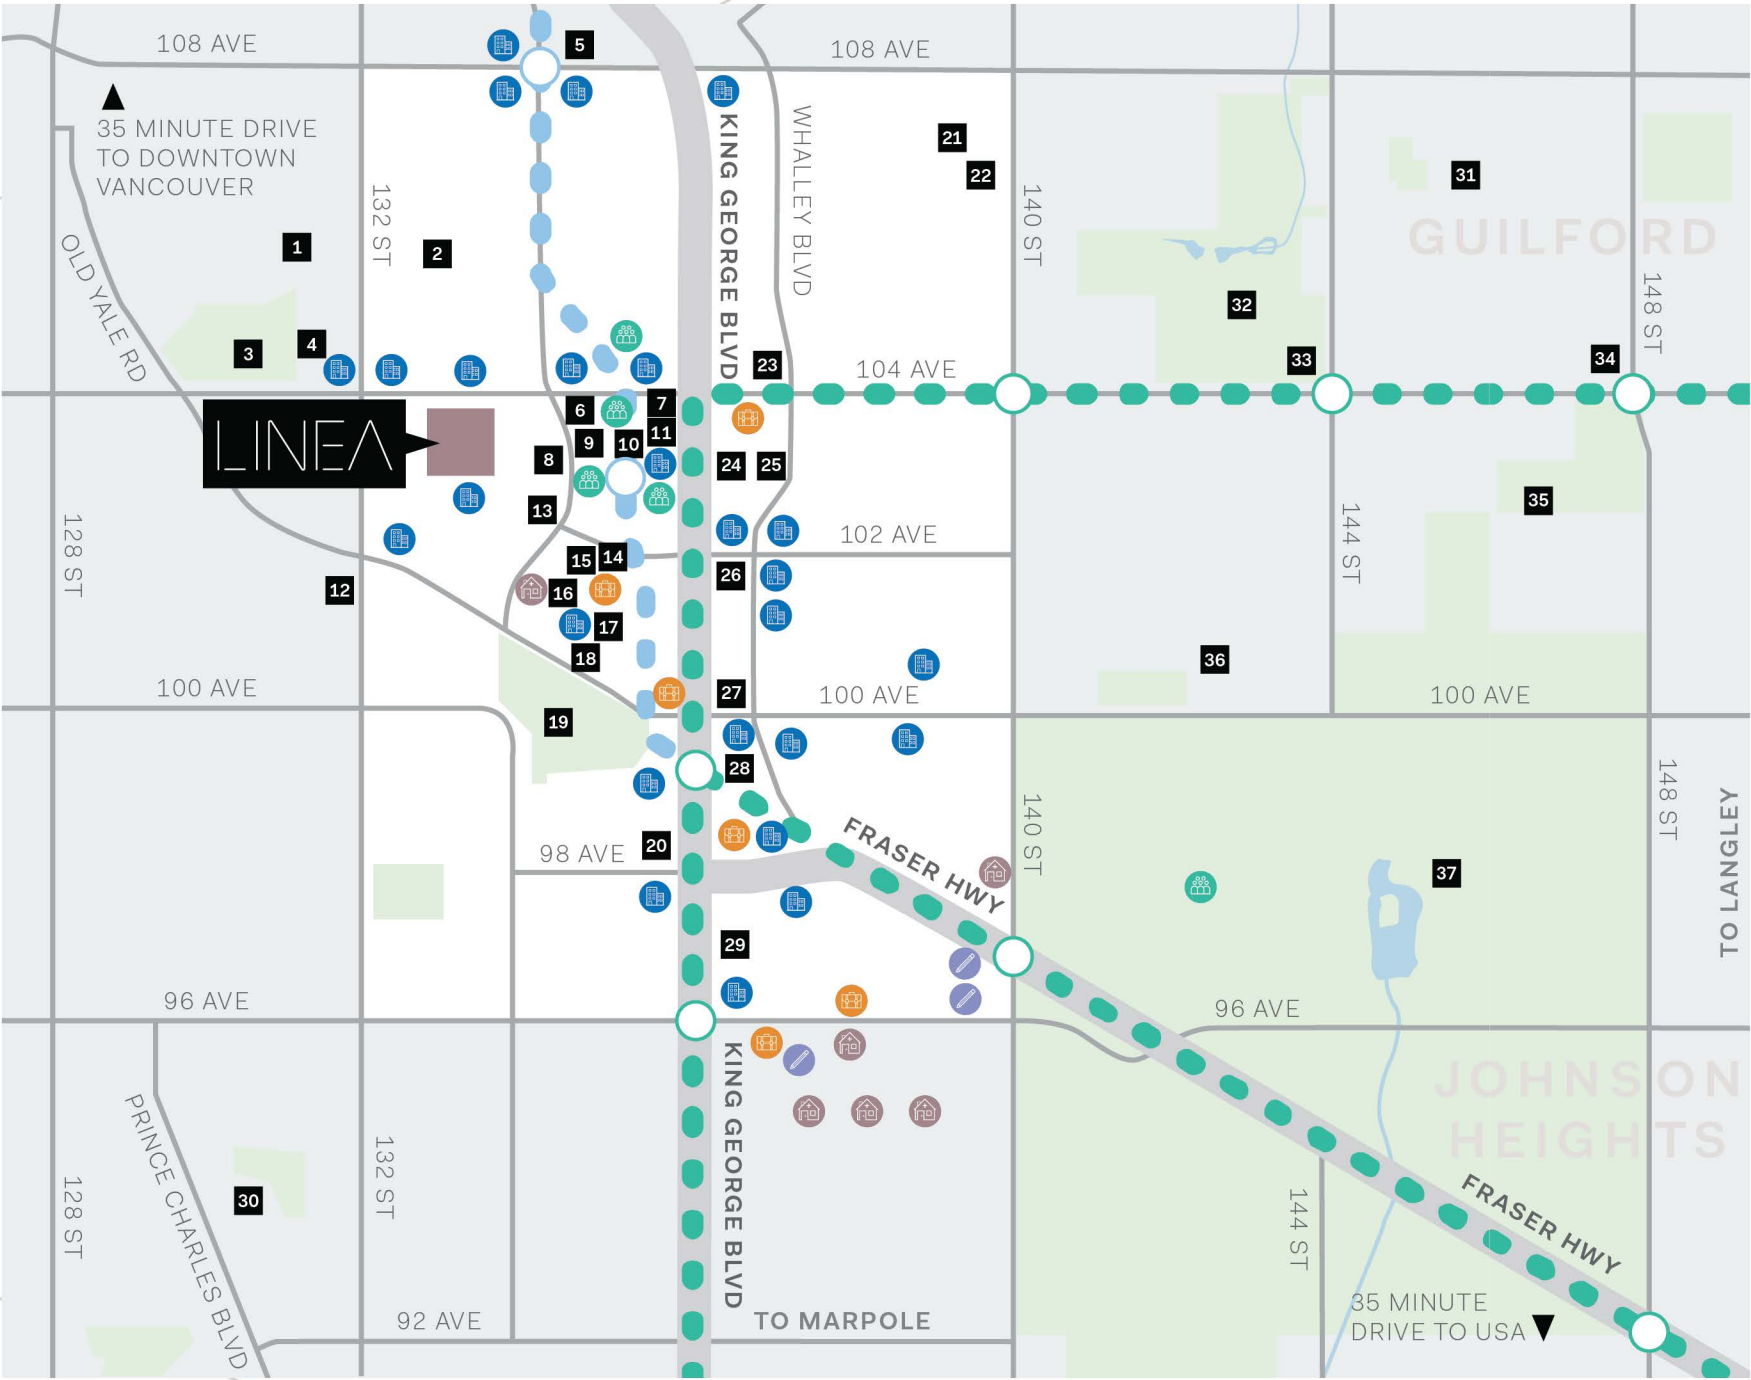 108 AVE
5
108 AVE
35 MINUTE DRIVE
TO DOWNTOWN
VANCOUVER
KING GEORGE BLVD
WHALLEY BLVD
21
22
31
132 ST
140 ST
GUILFORD
OLD YALE RD
1
2
32
148 ST
3
4
23
104 AVE
33
34
6
7
LINEA
9
10
11
8
24
25
13
35
128 ST
102 AVE
144 ST
15
14
12
16
26
17
18
36
100 AVE
27
100 AVE
100 AVE
19
28
148 ST
TO LANGLEY
140 ST
98 AVE
20
FRASER HWY
37
29
96 AVE
96 AVE
KING GEORGE BLVD
JOHNSON
HEIGHTS
PRINCE CHARLES BLVD
132 ST
128 ST
30
144 ST
FRASER HWY
92 AVE
TO MARPOLE
35 MINUTE
DRIVE TO USA